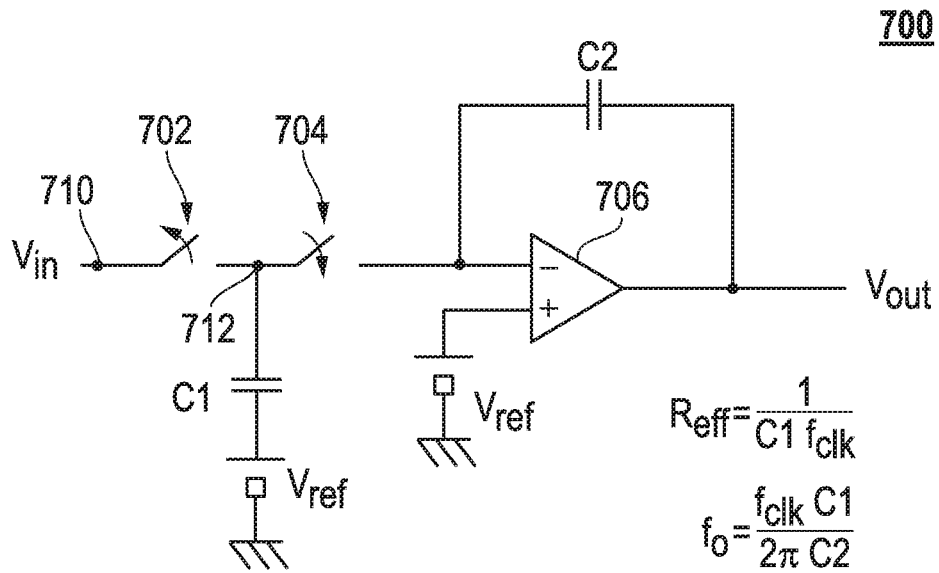 700
C2
702
704
710
706
Vin
−
+
712
Vout
C1
Vref
Vref
Reff = 1 / C1 fclk
fo = fclk C1 / 2π C2